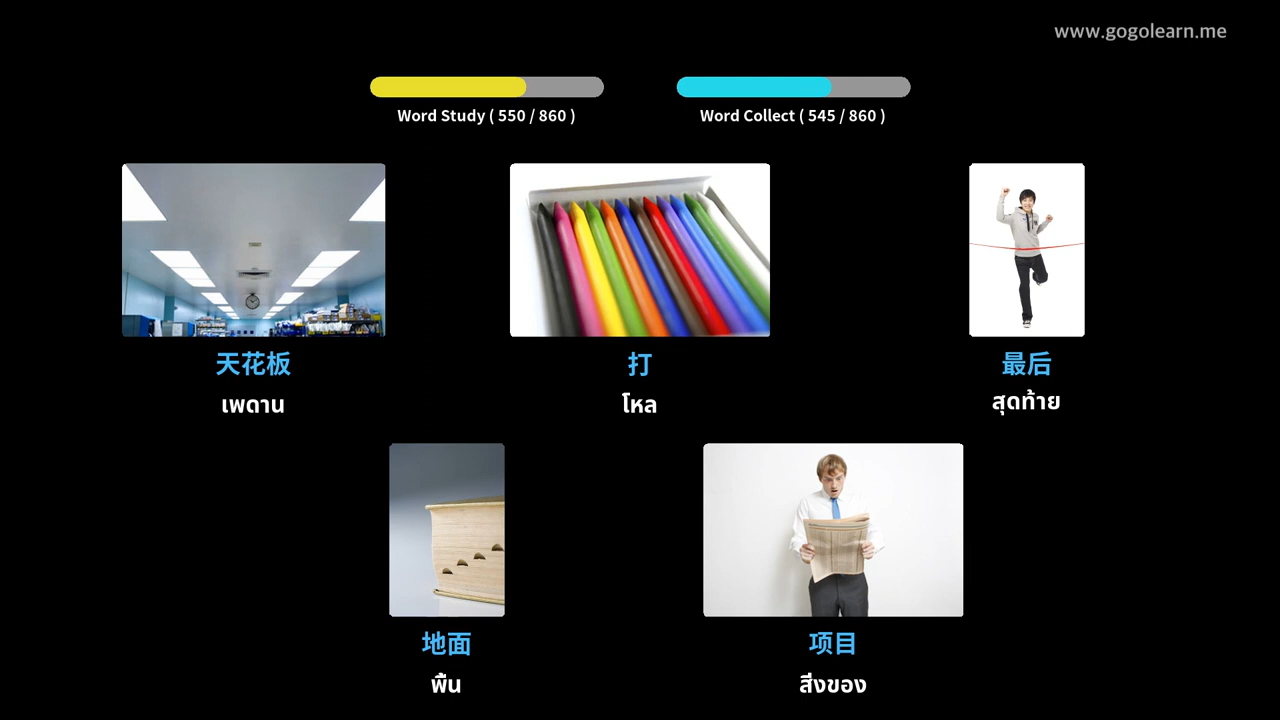 www.gogolearn.me
Word Study ( 550 / 860 )
Word Collect ( 545 / 860 )
天花板
เพดาน
打
โหล
最后
สุดท้าย
地面
พื้น
项目
สิ่งของ